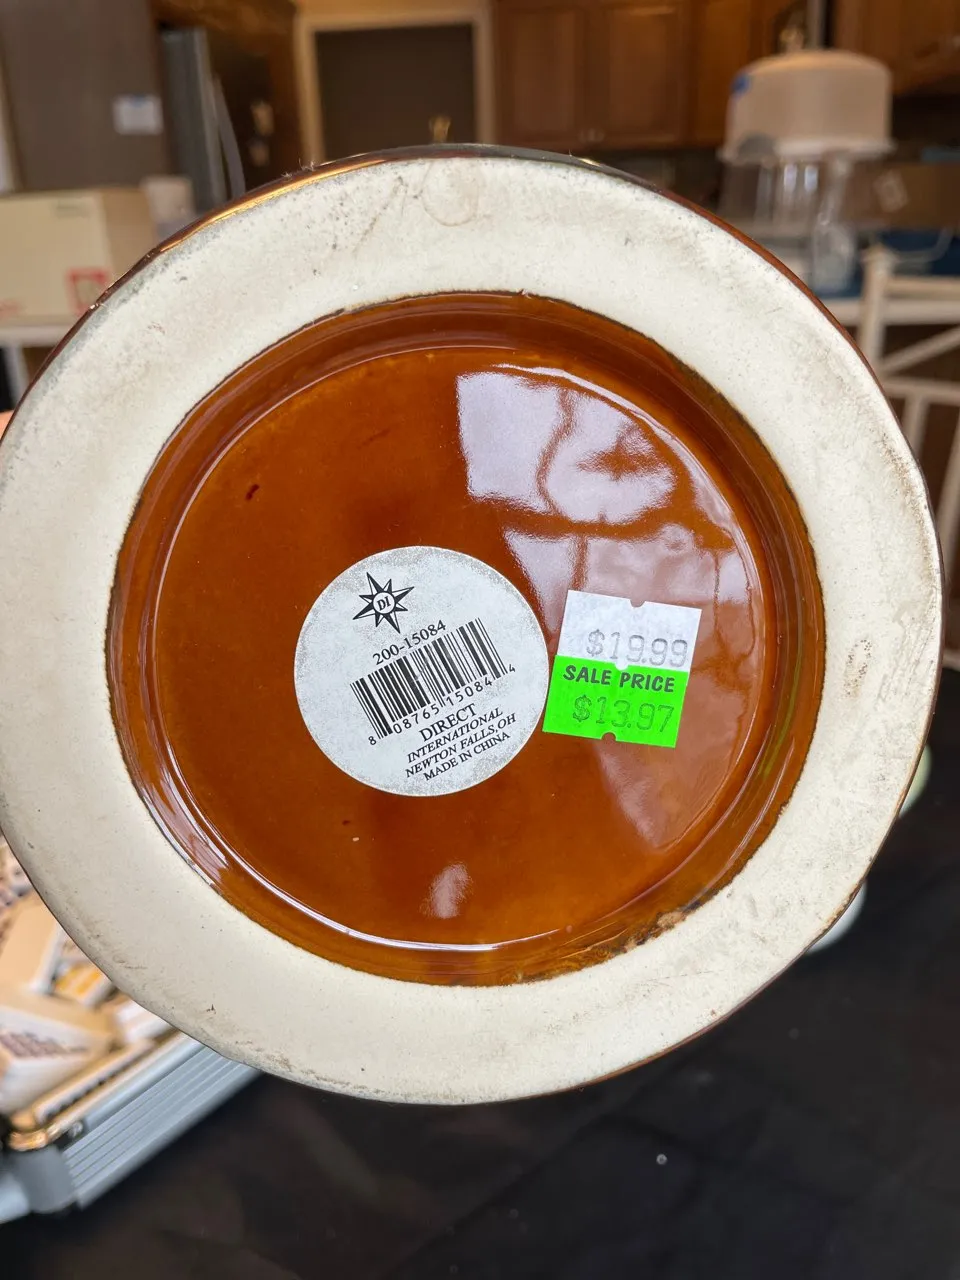 DI
200-15084
8 08765 15084 4
DIRECT
INTERNATIONAL
NEWTON FALLS, OH
MADE IN CHINA
$19.99
SALE PRICE
$13.97